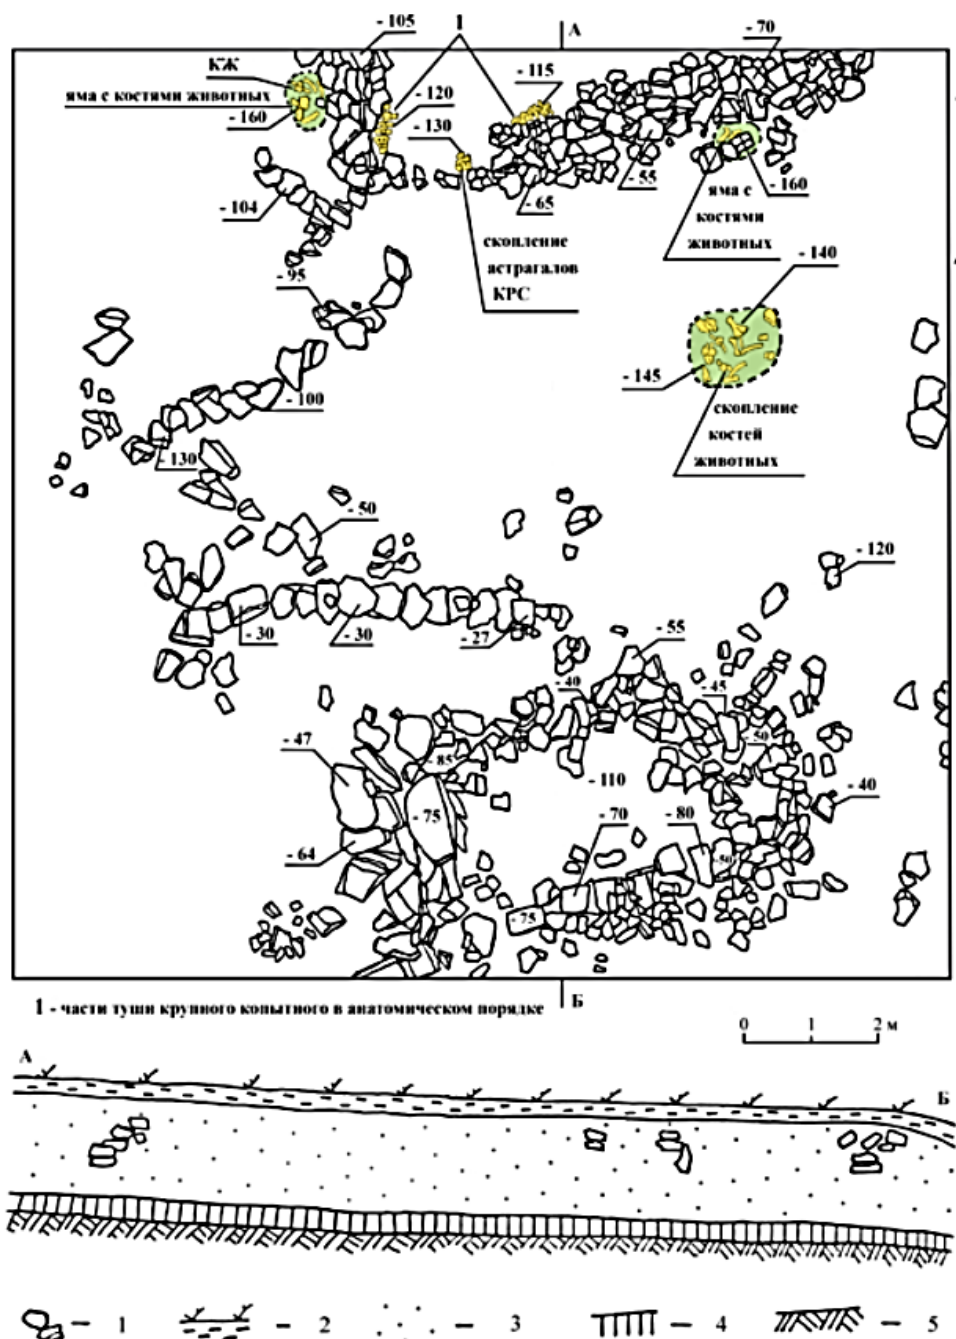 - 105
1
А
- 70
КЖ
- 115
яма с костями животных
- 120
- 160
- 130
- 55
- 160
- 104
- 65
яма с
костями
животных
скопление
астрагалов
КРС
- 95
- 140
- 145
- 100
скопление
костей
животных
- 130
- 50
- 120
- 30
- 30
- 27
- 55
- 40
- 45
- 47
- 50
- 85
- 110
- 40
- 75
- 70
- 80
- 64
- 50
- 75
Б
1 - части туши крупного копытного в анатомическом порядке
0 1 2 м
А
Б
- 1 - 2 - 3 - 4 - 5